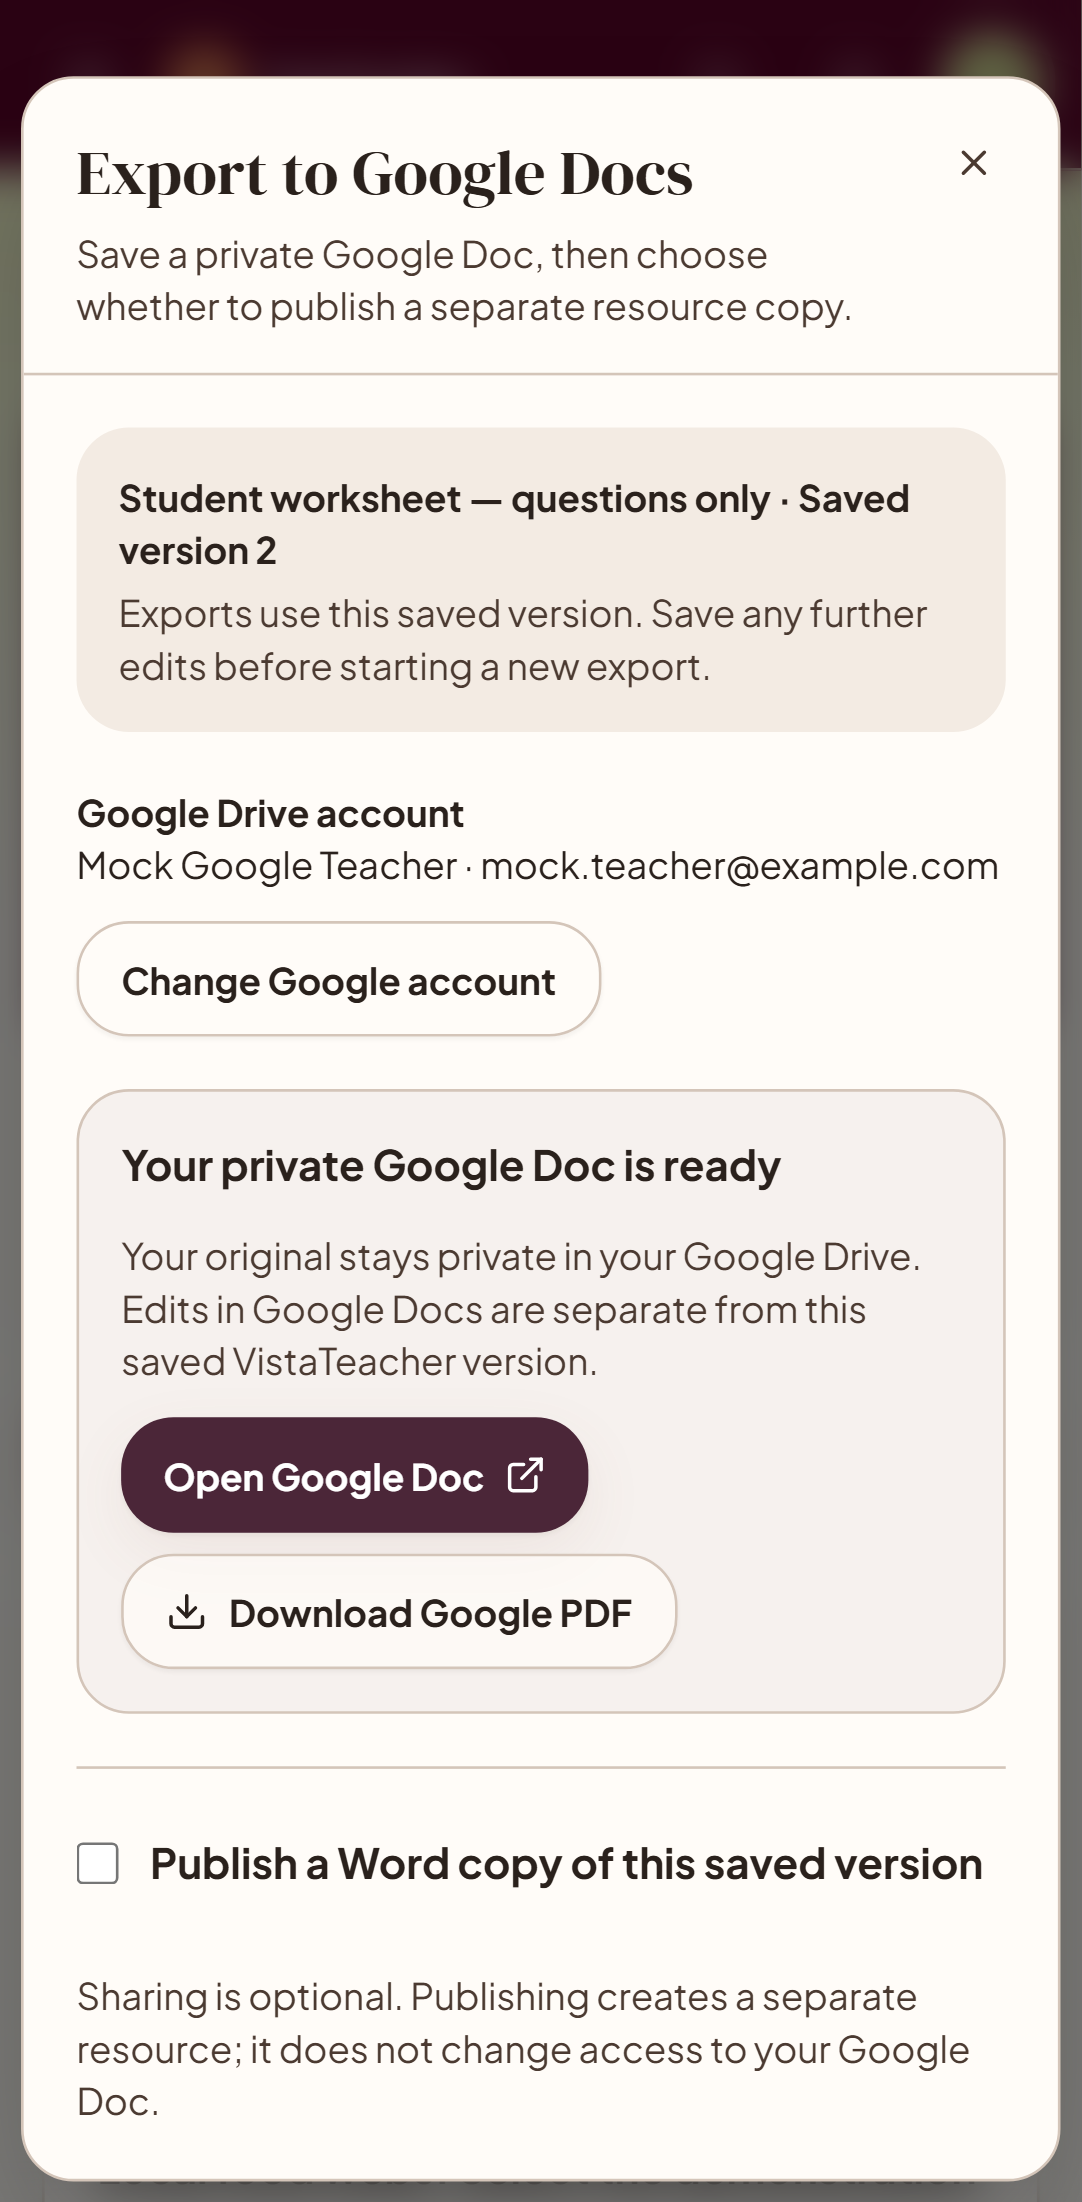 Export to Google Docs
Save a private Google Doc, then choose
whether to publish a separate resource copy.
Student worksheet — questions only · Saved
version 2
Exports use this saved version. Save any further
edits before starting a new export.
Google Drive account
Mock Google Teacher · mock.teacher@example.com
Change Google account
Your private Google Doc is ready
Your original stays private in your Google Drive.
Edits in Google Docs are separate from this
saved VistaTeacher version.
Open Google Doc
Download Google PDF
Publish a Word copy of this saved version
Sharing is optional. Publishing creates a separate
resource; it does not change access to your Google
Doc.